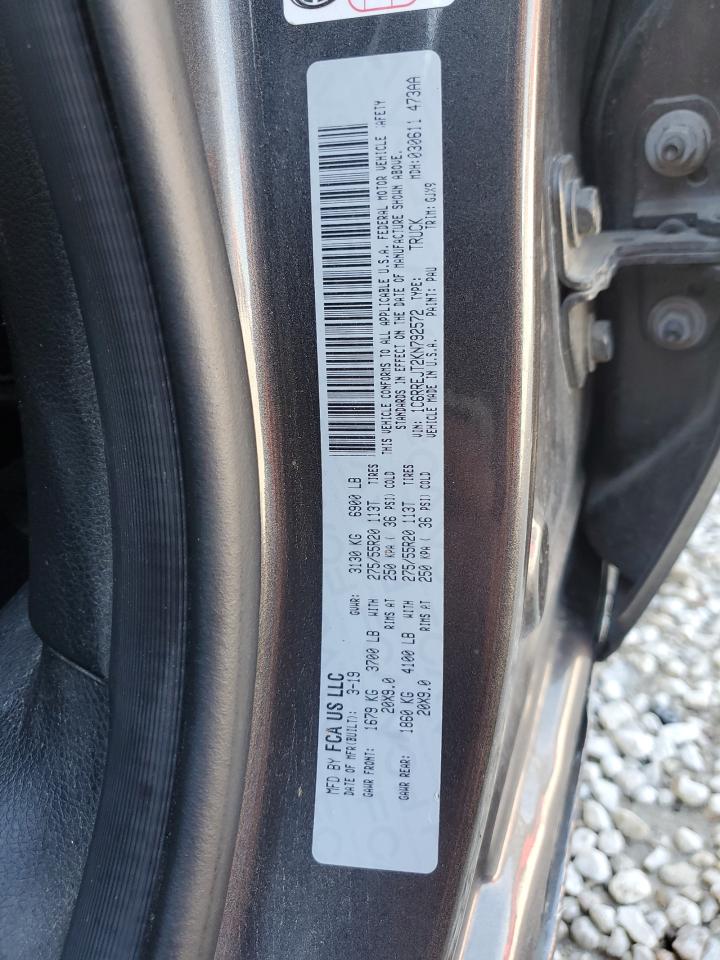 MFD BY FCA US LLC
DATE OF MFR(BUILT): 3-19 GVWR: 3130 KG 6900 LB
GAWR FRONT: 1679 KG 3700 LB WITH 275/55R20 113T TIRES
20X9.0 RIMS AT 250 KPA ( 36 PSI) COLD
GAWR REAR: 1860 KG 4100 LB WITH 275/55R20 113T TIRES
20X9.0 RIMS AT 250 KPA ( 36 PSI) COLD
THIS VEHICLE CONFORMS TO ALL APPLICABLE U.S.A. FEDERAL MOTOR VEHICLE SAFETY
STANDARDS IN EFFECT ON THE DATE OF MANUFACTURE SHOWN ABOVE.
VIN: 1C6RREJT2KN792572 TYPE: TRUCK MDH:030611 473AA
VEHICLE MADE IN U.S.A. PAINT: PAU TRIM: GJX9